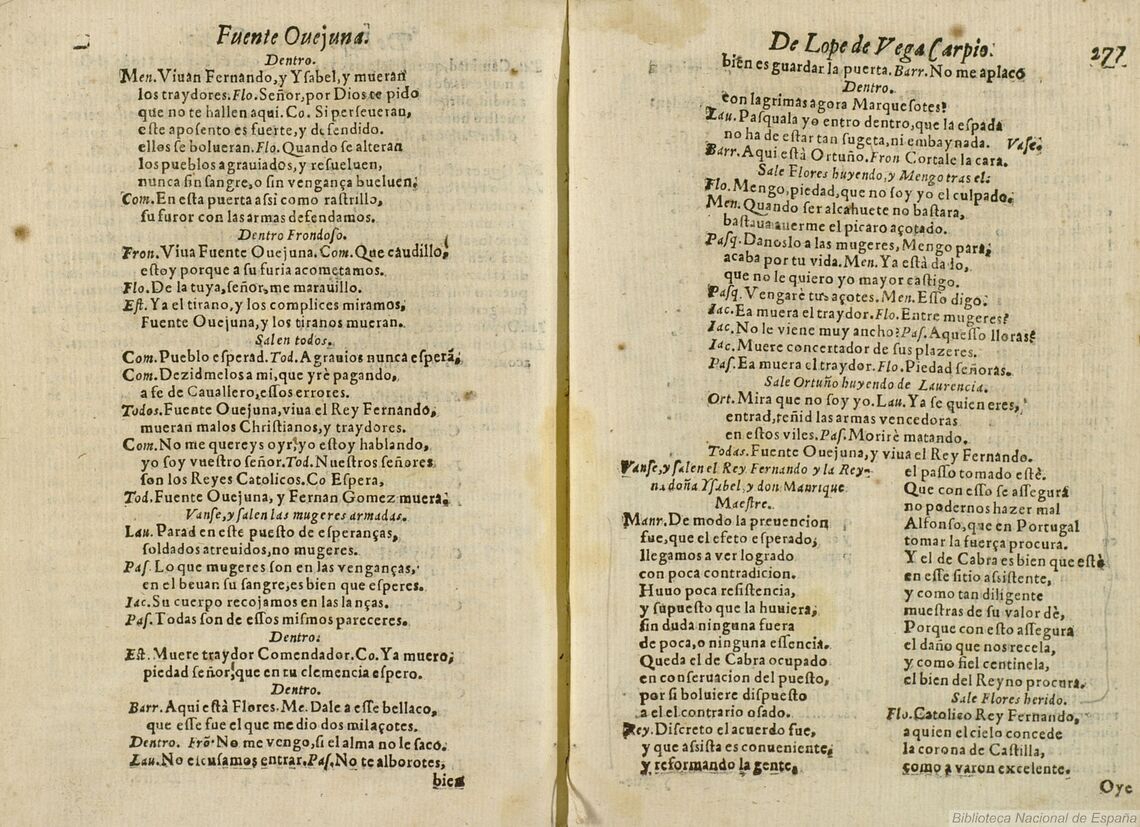 Fuente Ouejuna.
Dentro.
Men. Viuan Fernando, y Ysabel, y mueran
los traydores. Flo. Señor, por Dios te pido
que no te hallen aqui. Co. Si perseueran,
este aposento es fuerte, y defendido.
ellos se bolueran. Flo. Quando se alteran
los pueblos agrauiados, y resueluen,
nunca sin sangre, o sin vengança bueluen.
Com. En esta puerta assi como rastrillo,
su furor con las armas defendamos.
Dentro Frondoso.
Fron. Viua Fuente Ouejuna. Com. Que caudillo,
estoy porque a su furia acometamos.
Flo. De la tuya, señor, me marauillo.
Est. Ya el tirano, y los complices miramos,
Fuente Ouejuna, y los tiranos mueran.
Salen todos.
Com. Pueblo esperad. Tod. Agrauios nunca esperā,
Com. Dezidmelos a mi, que yrè pagando,
a fe de Cauallero, essos errores.
Todos. Fuente Ouejuna, viua el Rey Fernando,
mueran malos Christianos, y traydores.
Com. No me quereys oyr, yo estoy hablando,
yo soy vuestro señor. Tod. Nuestros señores
son los Reyes Catolicos. Co Espera,
Tod. Fuente Ouejuna, y Fernan Gomez muera,
Vanse, y salen las mugeres armadas.
Lau. Parad en este puesto de esperanças,
soldados atreuidos, no mugeres.
Pas. Lo que mugeres son en las venganças,
en el beuan su sangre, es bien que esperes.
Iac. Su cuerpo recojamos en las lanças.
Pas. Todas son de essos mismos pareceres.
Dentro.
Est. Muere traydor Comendador. Co. Ya muero,
piedad señor, que en tu clemencia espero.
Dentro.
Barr. Aqui està Flores. Me. Dale a esse bellaco,
que esse fue el que me dio dos mil açotes.
Dentro. Frō. No me vengo, si el alma no le saco.
Lau. No escusamos entrar. Pas. No te alborotes,
bien
De Lope de Vega Carpio.
277
bien es guardar la puerta. Barr. No me aplaco
Dentro.
con lagrimas agora Marquesotes!
Lau. Pasquala yo entro dentro, que la espada
no ha de estar tan sugeta, ni embaynada. Vase.
Barr. Aqui està Ortuño. Fron Cortale la cara.
Sale Flores huyendo, y Mengo tras el.
Flo. Mengo, piedad, que no soy yo el culpado.
Men. Quando ser alcahuete no bastara,
bastaua auerme el picaro açotado.
Pasq. Danoslo a las mugeres, Mengo para,
acaba por tu vida. Men. Ya està dado,
que no le quiero yo mayor castigo.
Pasq. Vengarè tus açotes. Men. Esso digo.
Iac. Ea muera el traydor. Flo. Entre mugeres?
Iac. No le viene muy ancho? Pas. Aquesso lloras?
Iac. Muere concertador de sus plazeres.
Pas. Ea muera el traydor. Flo. Piedad señoras.
Sale Ortuño huyendo de Laurencia.
Ort. Mira que no soy yo. Lau. Ya se quien eres,
entrad, teñid las armas vencedoras
en estos viles. Pas. Morirè matando.
Todas. Fuente Ouejuna, y viua el Rey Fernando.
Vanse, y salen el Rey Fernando y la Rey-
na doña Ysabel, y don Manrique
Maestre.
Manr. De modo la preuencion
fue, que el efeto esperado,
llegamos a ver logrado
con poca contradicion.
Huuo poca resistencia,
y supuesto que la huuiera,
sin duda ninguna fuera
de poca, o ninguna essencia.
Queda el de Cabra ocupado
en conseruacion del puesto,
por si boluiere dispuesto
a el el contrario osado.
Rey. Discreto el acuerdo fue,
y que assista es conueniente,
y reformando la gente,
el passo tomado estè.
Que con esso se assegura
no podernos hazer mal
Alfonso, que en Portugal
tomar la fuerça procura.
Y el de Cabra es bien que estè
en esse sitio assistente,
y como tan diligente
muestras de su valor dè,
Porque con esto assegura
el daño que nos recela,
y como fiel centinela,
el bien del Reyno procura.
Sale Flores herido.
Flo. Catolico Rey Fernando,
a quien el cielo concede
la corona de Castilla,
como a varon excelente.
Oye
Biblioteca Nacional de España